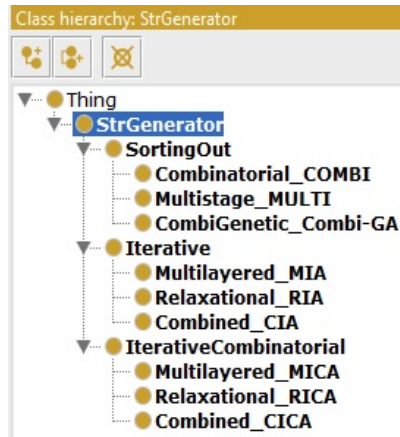 Class hierarchy: StrGenerator
Thing
StrGenerator
SortingOut
Combinatorial_COMBI
Multistage_MULTI
CombiGenetic_Combi-GA
Iterative
Multilayered_MIA
Relaxational_RIA
Combined_CIA
IterativeCombinatorial
Multilayered_MICA
Relaxational_RICA
Combined_CICA